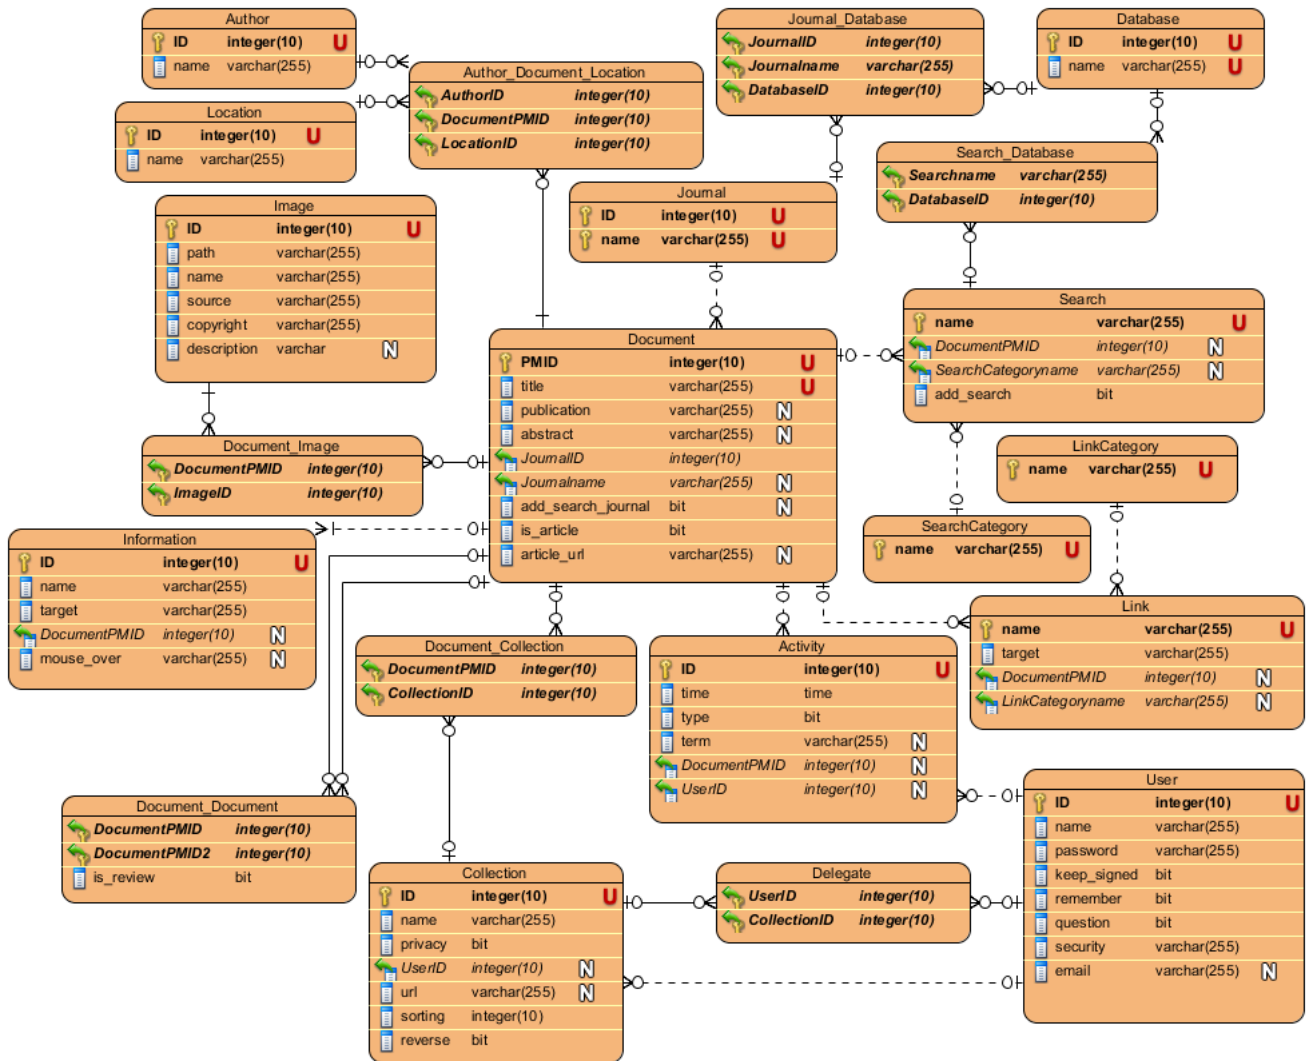 Author
ID integer(10) U
name varchar(255)
Location
ID integer(10) U
name varchar(255)
Author_Document_Location
AuthorID integer(10)
DocumentPMID integer(10)
LocationID integer(10)
Journal_Database
JournalID integer(10)
Journalname varchar(255)
DatabaseID integer(10)
Database
ID integer(10) U
name varchar(255) U
Search_Database
Searchname varchar(255)
DatabaseID integer(10)
Journal
ID integer(10) U
name varchar(255) U
Image
ID integer(10) U
path varchar(255)
name varchar(255)
source varchar(255)
copyright varchar(255)
description varchar N
Search
name varchar(255) U
DocumentPMID integer(10) N
SearchCategoryname varchar(255) N
add_search bit
Document
PMID integer(10) U
title varchar(255) U
publication varchar(255) N
abstract varchar(255) N
JournalID integer(10)
Journalname varchar(255) N
add_search_journal bit N
is_article bit
article_url varchar(255) N
Document_Image
DocumentPMID integer(10)
ImageID integer(10)
LinkCategory
name varchar(255) U
SearchCategory
name varchar(255) U
Information
ID integer(10) U
name varchar(255)
target varchar(255)
DocumentPMID integer(10) N
mouse_over varchar(255) N
Link
name varchar(255) U
target varchar(255)
DocumentPMID integer(10) N
LinkCategoryname varchar(255) N
Document_Collection
DocumentPMID integer(10)
CollectionID integer(10)
Activity
ID integer(10) U
time time
type bit
term varchar(255) N
DocumentPMID integer(10) N
UserID integer(10) N
Document_Document
DocumentPMID integer(10)
DocumentPMID2 integer(10)
is_review bit
User
ID integer(10) U
name varchar(255)
password varchar(255)
keep_signed bit
remember bit
question bit
security varchar(255)
email varchar(255) N
Collection
ID integer(10) U
name varchar(255)
privacy bit
UserID integer(10) N
url varchar(255) N
sorting integer(10)
reverse bit
Delegate
UserID integer(10)
CollectionID integer(10)